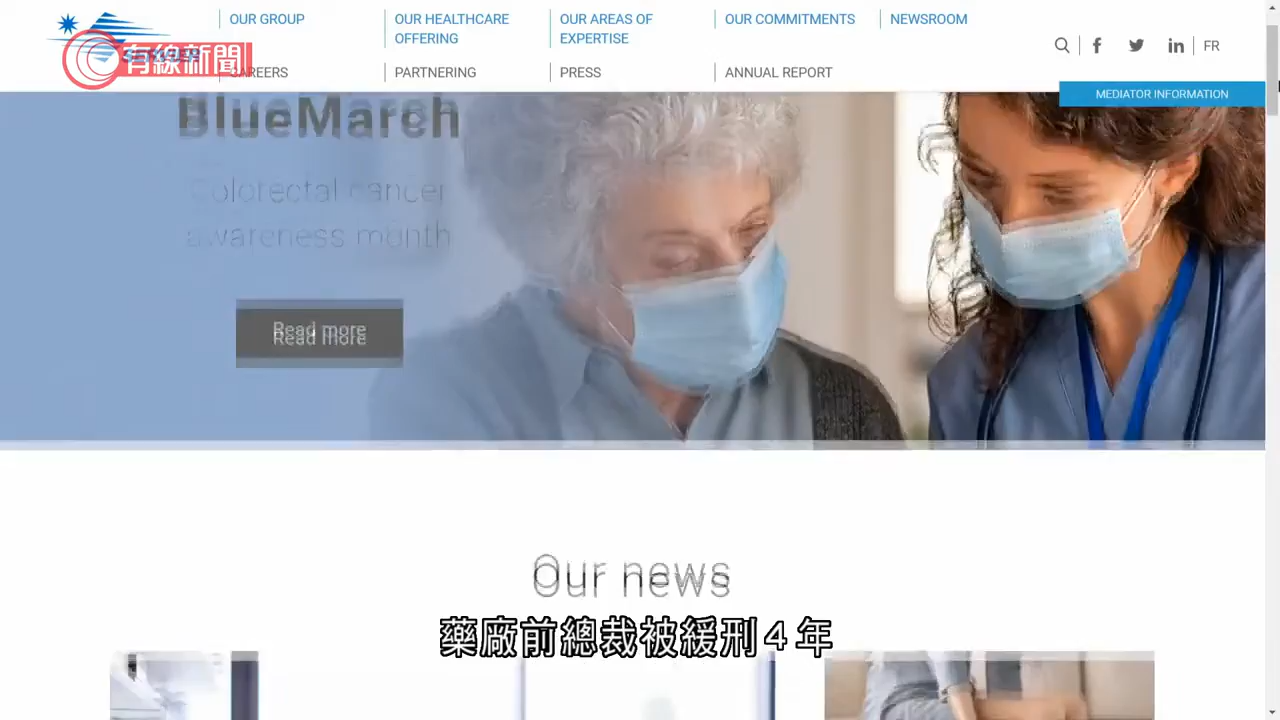 OUR GROUP
OUR HEALTHCARE
OFFERING
OUR AREAS OF
EXPERTISE
OUR COMMITMENTS
NEWSROOM
有線新聞
CAREERS
PARTNERING
PRESS
ANNUAL REPORT
FR
MEDIATOR INFORMATION
BlueMarch
Colorectal cancer
awareness month
Read more
Our news
藥廠前總裁被緩刑4年